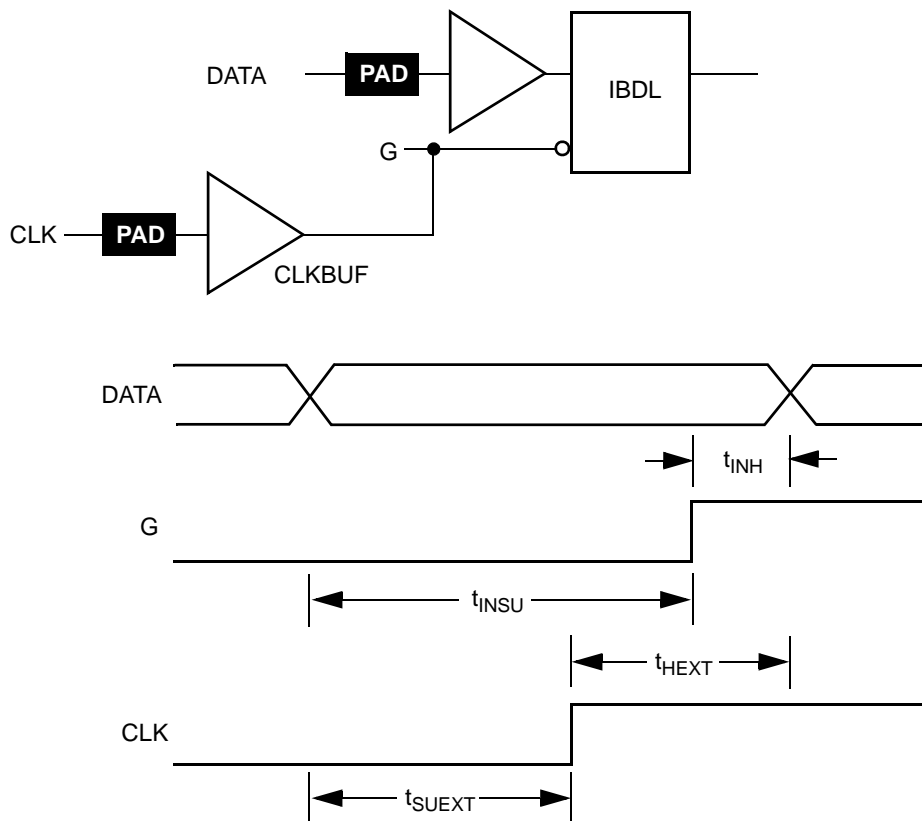 DATA
PAD
IBDL
G
CLK
PAD
CLKBUF
DATA
tINH
G
tINSU
tHEXT
CLK
tSUEXT